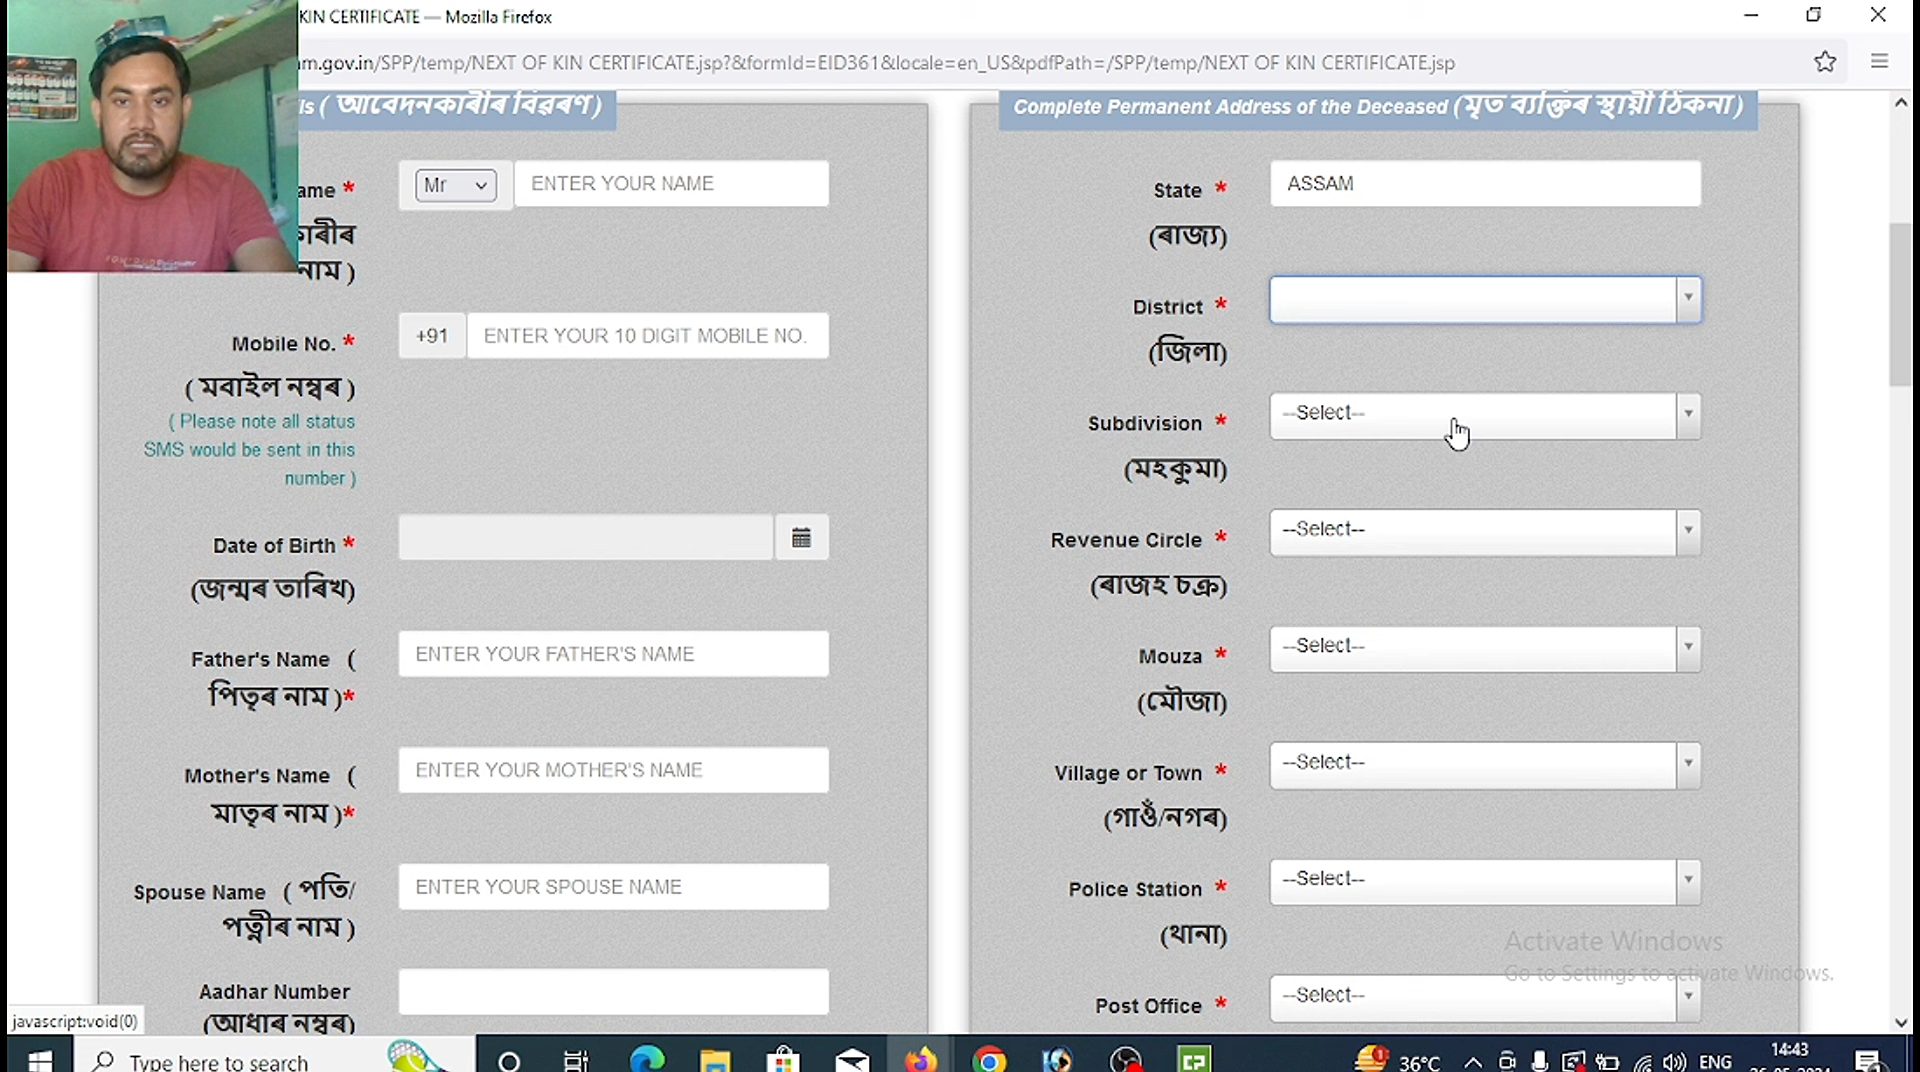 KIN CERTIFICATE — Mozilla Firefox
m.gov.in/SPP/temp/NEXT OF KIN CERTIFICATE.jsp?&formId=EID361&locale=en_US&pdfPath=/SPP/temp/NEXT OF KIN CERTIFICATE.jsp
ls ( আবেদনকাৰীৰ বিৱৰণ )
ame *
Mr
ENTER YOUR NAME
াৰীৰ
নাম )
Mobile No. *
+91
ENTER YOUR 10 DIGIT MOBILE NO.
( মবাইল নম্বৰ )
( Please note all status
SMS would be sent in this
number )
Date of Birth *
(জন্মৰ তাৰিখ)
Father's Name (
পিতৃৰ নাম )*
ENTER YOUR FATHER'S NAME
Mother's Name (
মাতৃৰ নাম )*
ENTER YOUR MOTHER'S NAME
Spouse Name ( পতি/
পত্নীৰ নাম )
ENTER YOUR SPOUSE NAME
Aadhar Number
(আধাৰ নম্বৰ)
Complete Permanent Address of the Deceased (মৃত ব্যক্তিৰ স্থায়ী ঠিকনা )
State *
ASSAM
(ৰাজ্য)
District *
(জিলা)
Subdivision *
--Select--
(মহকুমা)
Revenue Circle *
--Select--
(ৰাজহ চক্ৰ)
Mouza *
--Select--
(মৌজা)
Village or Town *
--Select--
(গাওঁ/নগৰ)
Police Station *
--Select--
(থানা)
Post Office *
--Select--
Activate Windows
Go to Settings to activate Windows.
javascript:void(0)
Type here to search
36°C
ENG
14:43